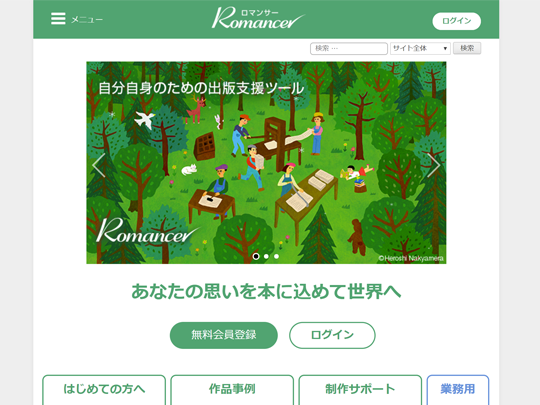 メニュー
ロマンサー
Romancer
ログイン
検索 …
サイト全体
検索
自分自身のための出版支援ツール
Romancer
©Heroshi Nakyamera
あなたの思いを本に込めて世界へ
無料会員登録
ログイン
はじめての方へ
作品事例
制作サポート
業務用